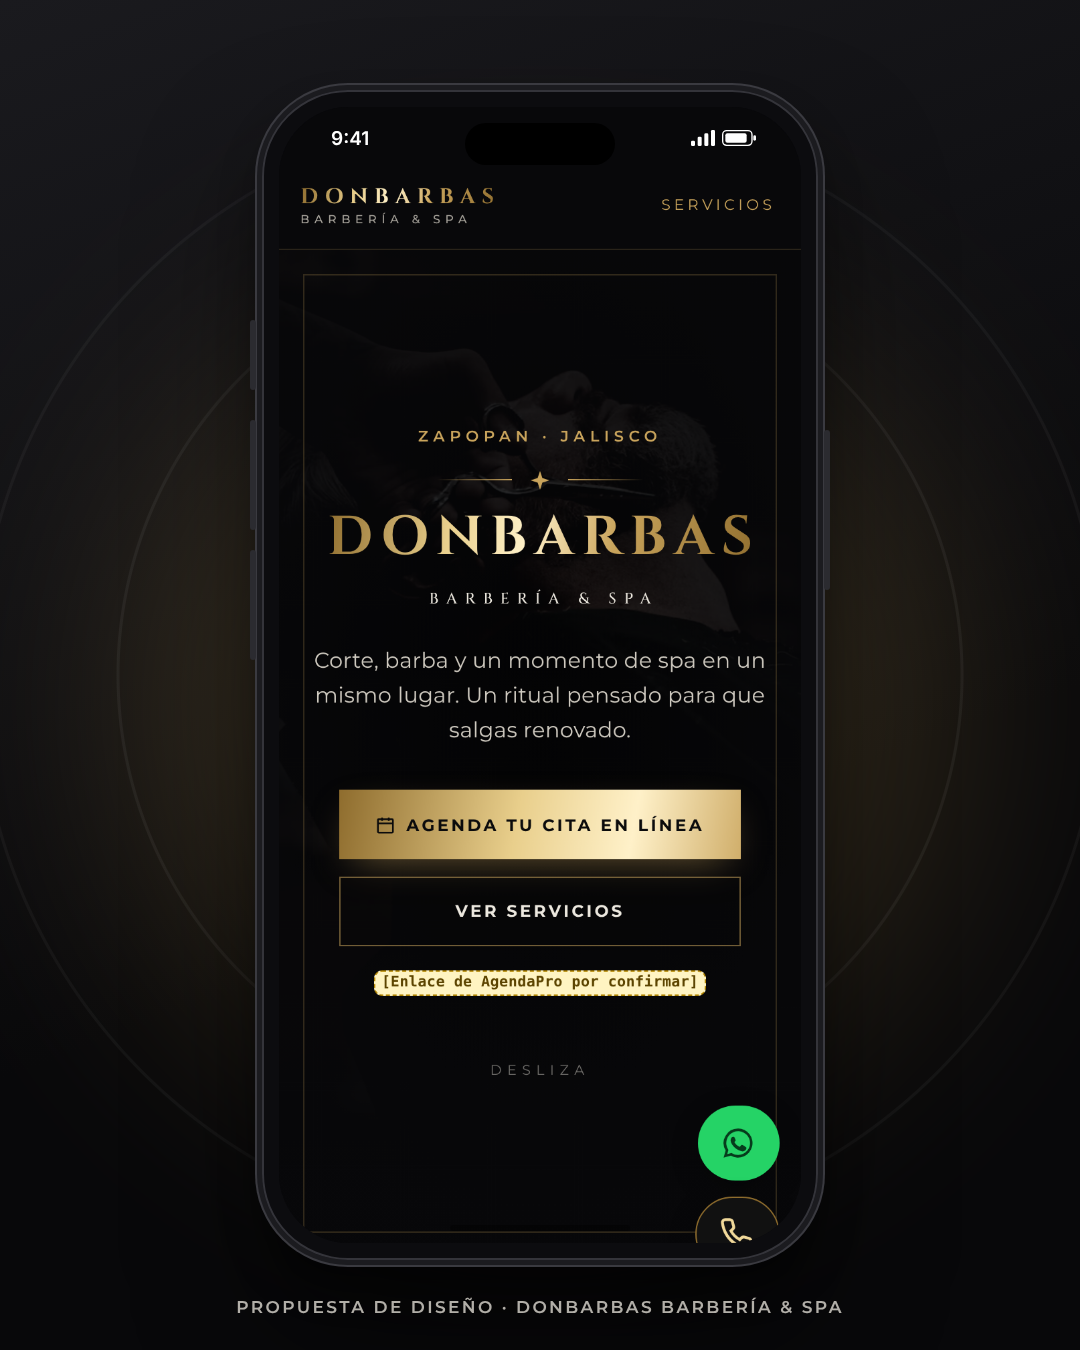 9:41
DONBARBAS
BARBERÍA & SPA
SERVICIOS
ZAPOPAN · JALISCO
DONBARBAS
BARBERÍA & SPA
Corte, barba y un momento de spa en un
mismo lugar. Un ritual pensado para que
salgas renovado.
AGENDA TU CITA EN LÍNEA
VER SERVICIOS
[Enlace de AgendaPro por confirmar]
DESLIZA
PROPUESTA DE DISEÑO · DONBARBAS BARBERÍA & SPA